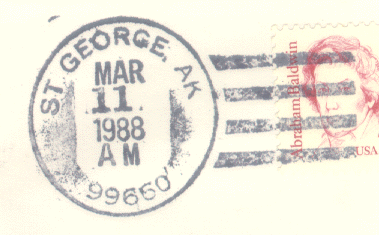 ST. GEORGE, AK
MAR
11.
1988
AM
99660
Abraham Baldwin
USA